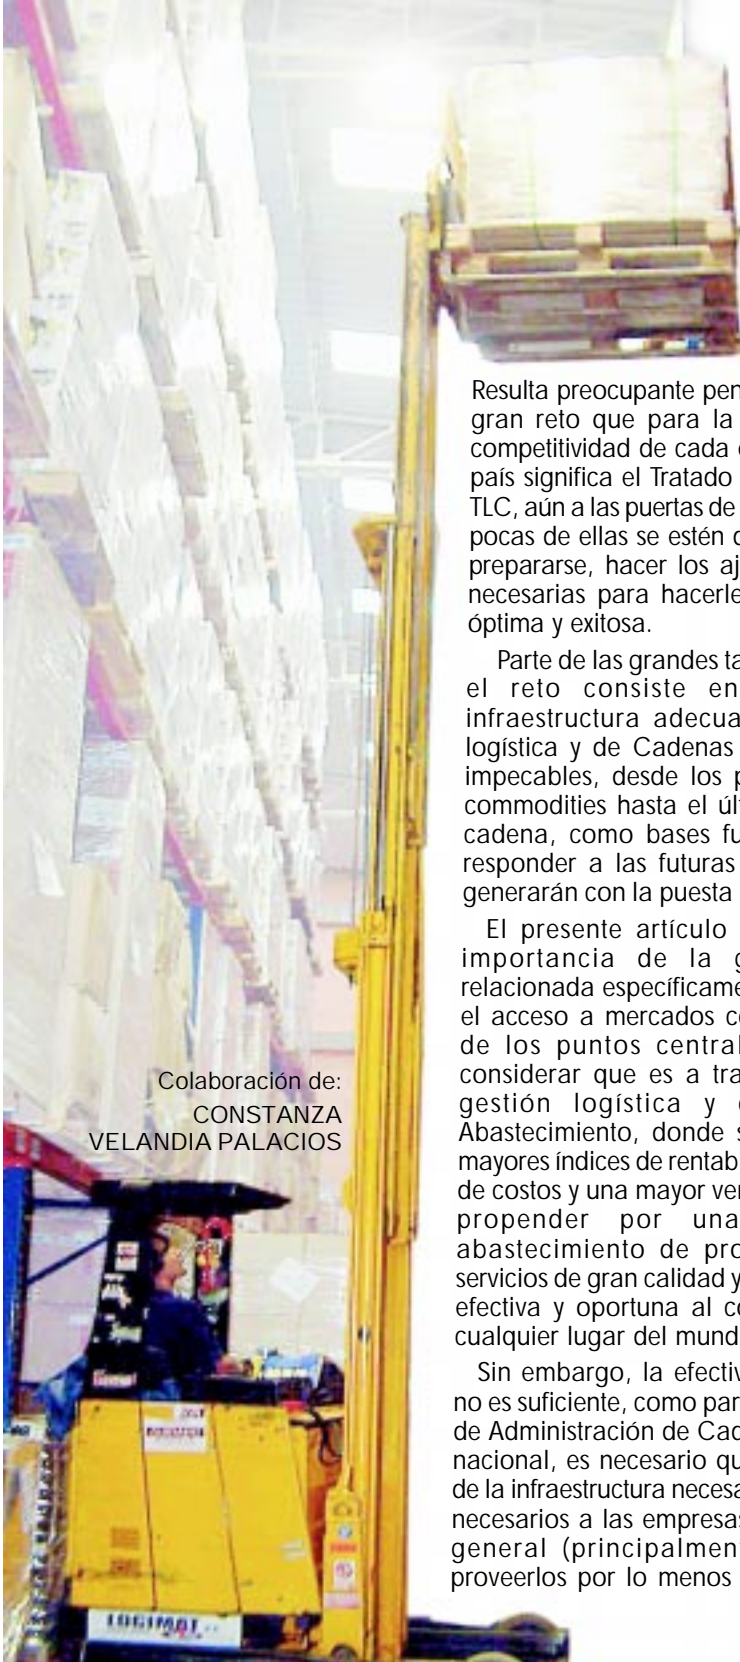 Resulta preocupante pen
gran reto que para la
competitividad de cada
país significa el Tratado
TLC, aún a las puertas de
pocas de ellas se estén
prepararse, hacer los aj
necesarias para hacerle
óptima y exitosa.
Parte de las grandes ta
el reto consiste en
infraestructura adecua
logística y de Cadenas
impecables, desde los p
commodities hasta el últ
cadena, como bases fu
responder a las futuras
generarán con la puesta
El presente artículo
importancia de la g
relacionada específicame
el acceso a mercados co
de los puntos central
considerar que es a tra
gestión logística y
Abastecimiento, donde s
mayores índices de rentab
de costos y una mayor ven
propender por una
abastecimiento de pro
servicios de gran calidad y
efectiva y oportuna al co
cualquier lugar del mund
Sin embargo, la efectiv
no es suficiente, como par
de Administración de Cad
nacional, es necesario qu
de la infraestructura necesa
necesarios a las empresas
general (principalment
proveerlos por lo menos
Colaboración de:
CONSTANZA
VELANDIA PALACIOS
LOGIMAT